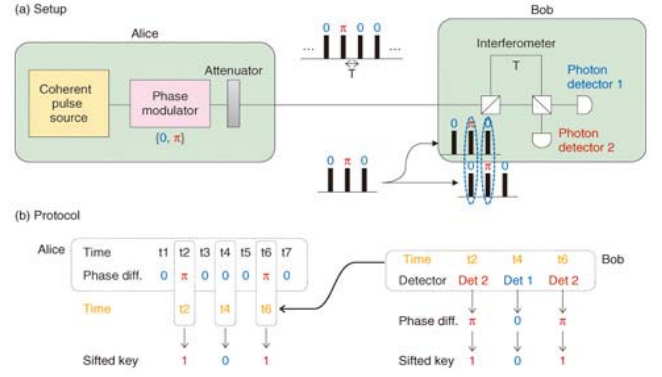 (a) Setup
Alice
Coherent
pulse
source
Phase
modulator
{0, π}
Attenuator
0 π 0 0
... ...
T
Bob
Interferometer
T
Photon
detector 1
Photon
detector 2
0 π 0
0 π 0
0 π 0
(b) Protocol
Alice
Time t1 t2 t3 t4 t5 t6 t7
Phase diff. 0 π 0 0 0 π 0
Time t2 t4 t6
Sifted key 1 0 1
Bob
Time t2 t4 t6
Detector Det 2 Det 1 Det 2
Phase diff. π 0 π
Sifted key 1 0 1